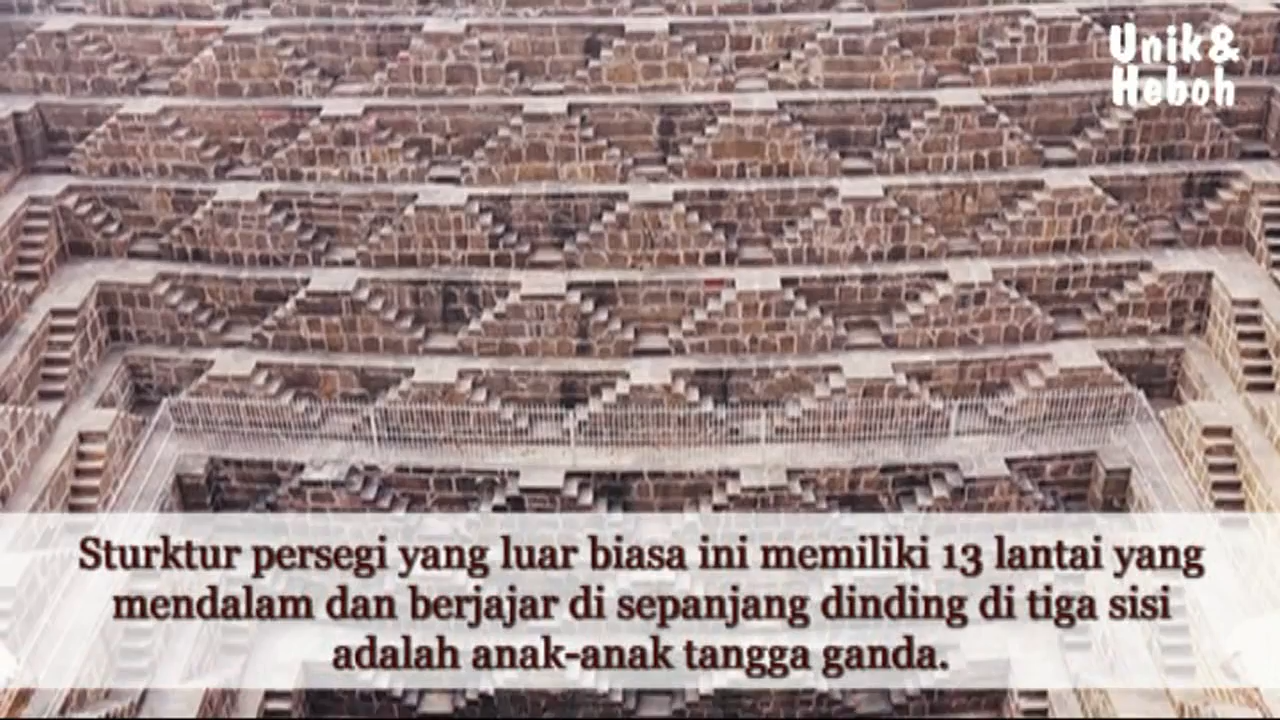 Unik&
Heboh
Sturktur persegi yang luar biasa ini memiliki 13 lantai yang
mendalam dan berjajar di sepanjang dinding di tiga sisi
adalah anak-anak tangga ganda.